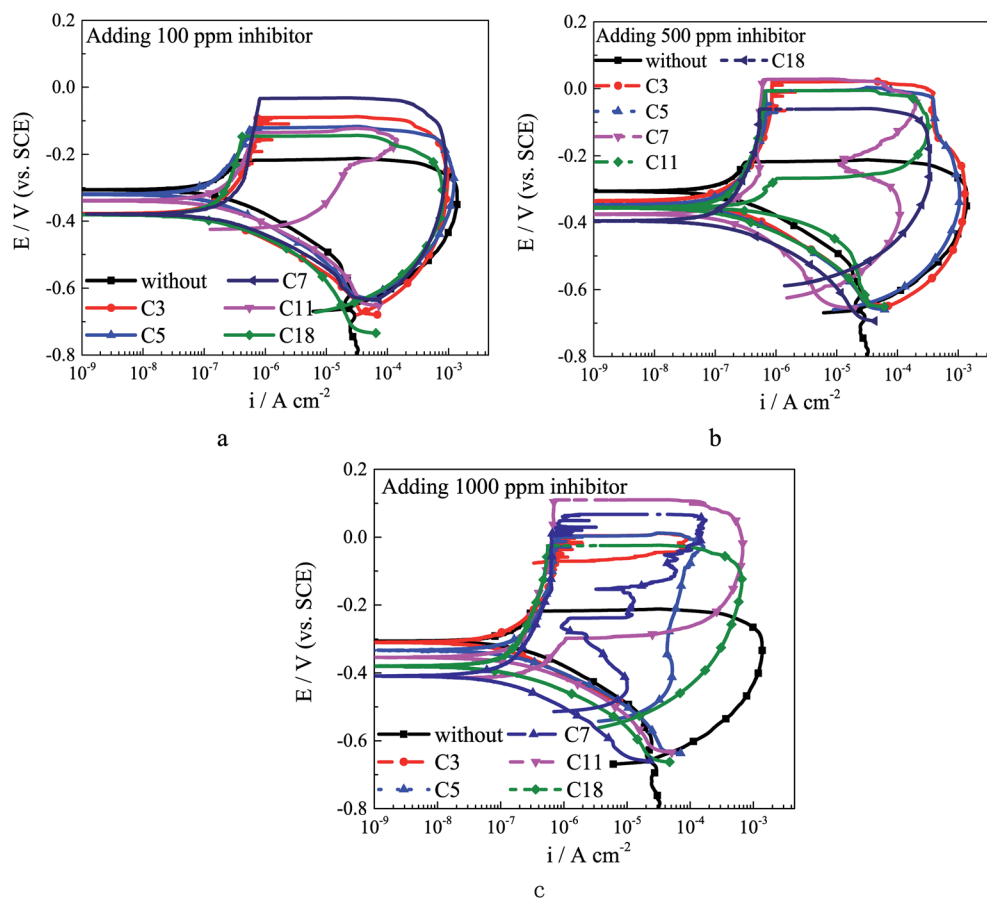 Adding 100 ppm inhibitor
E / V (vs. SCE)
0.2
0.0
-0.2
-0.4
-0.6
-0.8
without
C3
C5
C7
C11
C18
10⁻⁹ 10⁻⁸ 10⁻⁷ 10⁻⁶ 10⁻⁵ 10⁻⁴ 10⁻³
i / A cm⁻²
a
Adding 500 ppm inhibitor
E / V (vs. SCE)
0.2
0.0
-0.2
-0.4
-0.6
-0.8
without
C3
C5
C7
C11
C18
10⁻⁹ 10⁻⁸ 10⁻⁷ 10⁻⁶ 10⁻⁵ 10⁻⁴ 10⁻³
i / A cm⁻²
b
Adding 1000 ppm inhibitor
E / V (vs. SCE)
0.2
0.0
-0.2
-0.4
-0.6
-0.8
without
C3
C5
C7
C11
C18
10⁻⁹ 10⁻⁸ 10⁻⁷ 10⁻⁶ 10⁻⁵ 10⁻⁴ 10⁻³
i / A cm⁻²
c